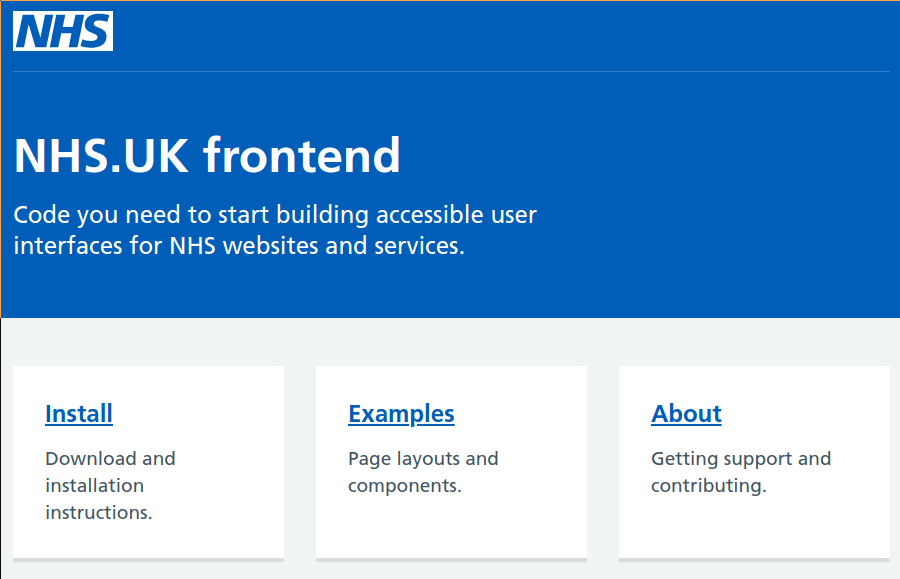 NHS
NHS.UK frontend
Code you need to start building accessible user
interfaces for NHS websites and services.
Install
Download and
installation
instructions.
Examples
Page layouts and
components.
About
Getting support and
contributing.